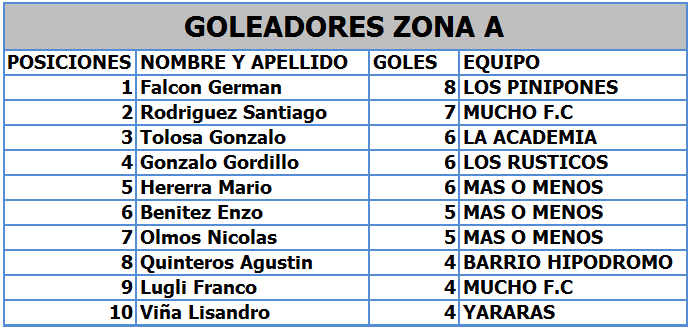 GOLEADORES ZONA A
POSICIONES NOMBRE Y APELLIDO GOLES EQUIPO
1 Falcon German 8 LOS PINIPONES
2 Rodriguez Santiago 7 MUCHO F.C
3 Tolosa Gonzalo 6 LA ACADEMIA
4 Gonzalo Gordillo 6 LOS RUSTICOS
5 Hererra Mario 6 MAS O MENOS
6 Benitez Enzo 5 MAS O MENOS
7 Olmos Nicolas 5 MAS O MENOS
8 Quinteros Agustin 4 BARRIO HIPODROMO
9 Lugli Franco 4 MUCHO F.C
10 Viña Lisandro 4 YARARAS